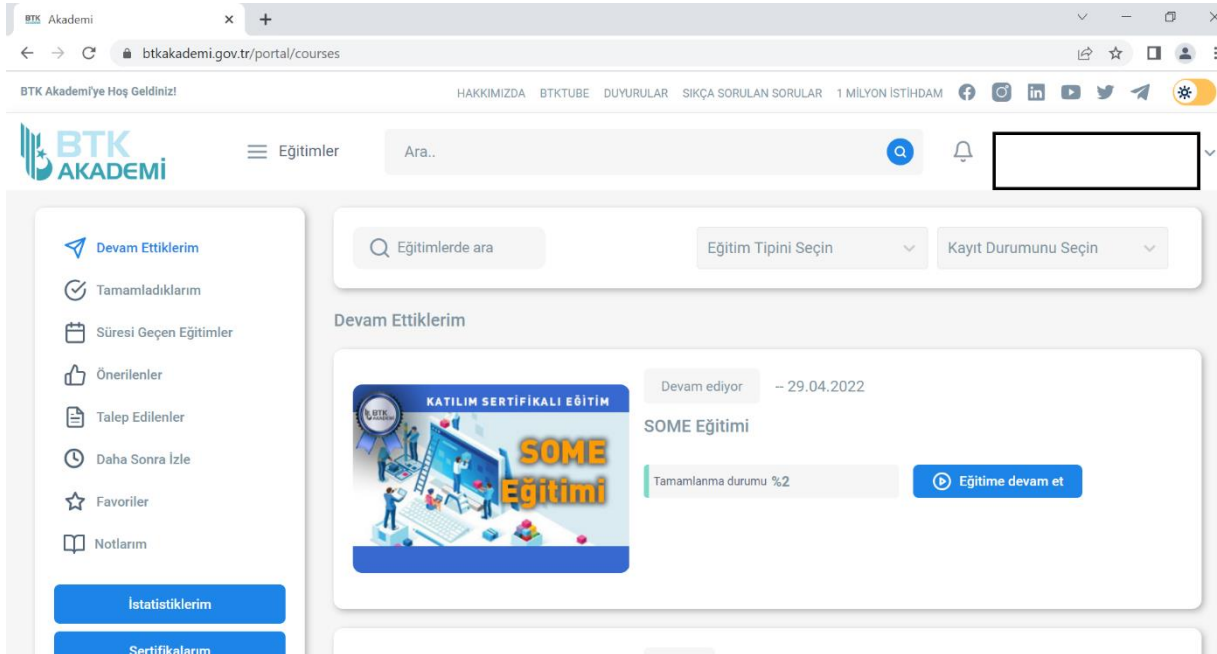 BTK Akademi
btkakademi.gov.tr/portal/courses
BTK Akademi'ye Hoş Geldiniz!
HAKKIMIZDA BTKTUBE DUYURULAR SIKÇA SORULAN SORULAR 1 MİLYON İSTİHDAM
BTK
AKADEMİ
Eğitimler
Ara..
Devam Ettiklerim
Tamamladıklarım
Süresi Geçen Eğitimler
Önerilenler
Talep Edilenler
Daha Sonra İzle
Favoriler
Notlarım
İstatistiklerim
Sertifikalarım
Eğitimlerde ara
Eğitim Tipini Seçin
Kayıt Durumunu Seçin
Devam Ettiklerim
BTK
AKADEMİ
KATILIM SERTİFİKALI EĞİTİM
SOME
Eğitimi
Devam ediyor -- 29.04.2022
SOME Eğitimi
Tamamlanma durumu %2
Eğitime devam et